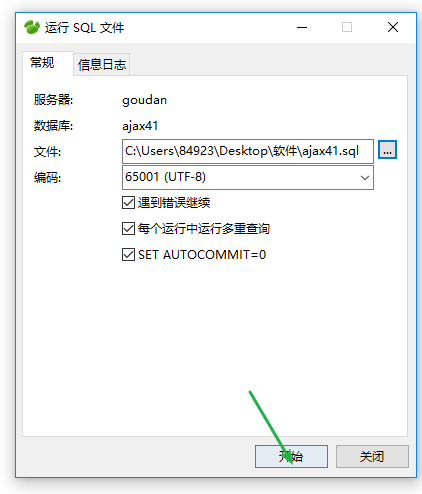 运行 SQL 文件
常规 信息日志
服务器: goudan
数据库: ajax41
文件: C:\Users\84923\Desktop\软件\ajax41.sql ...
编码: 65001 (UTF-8)
遇到错误继续
每个运行中运行多重查询
SET AUTOCOMMIT=0
开始 关闭